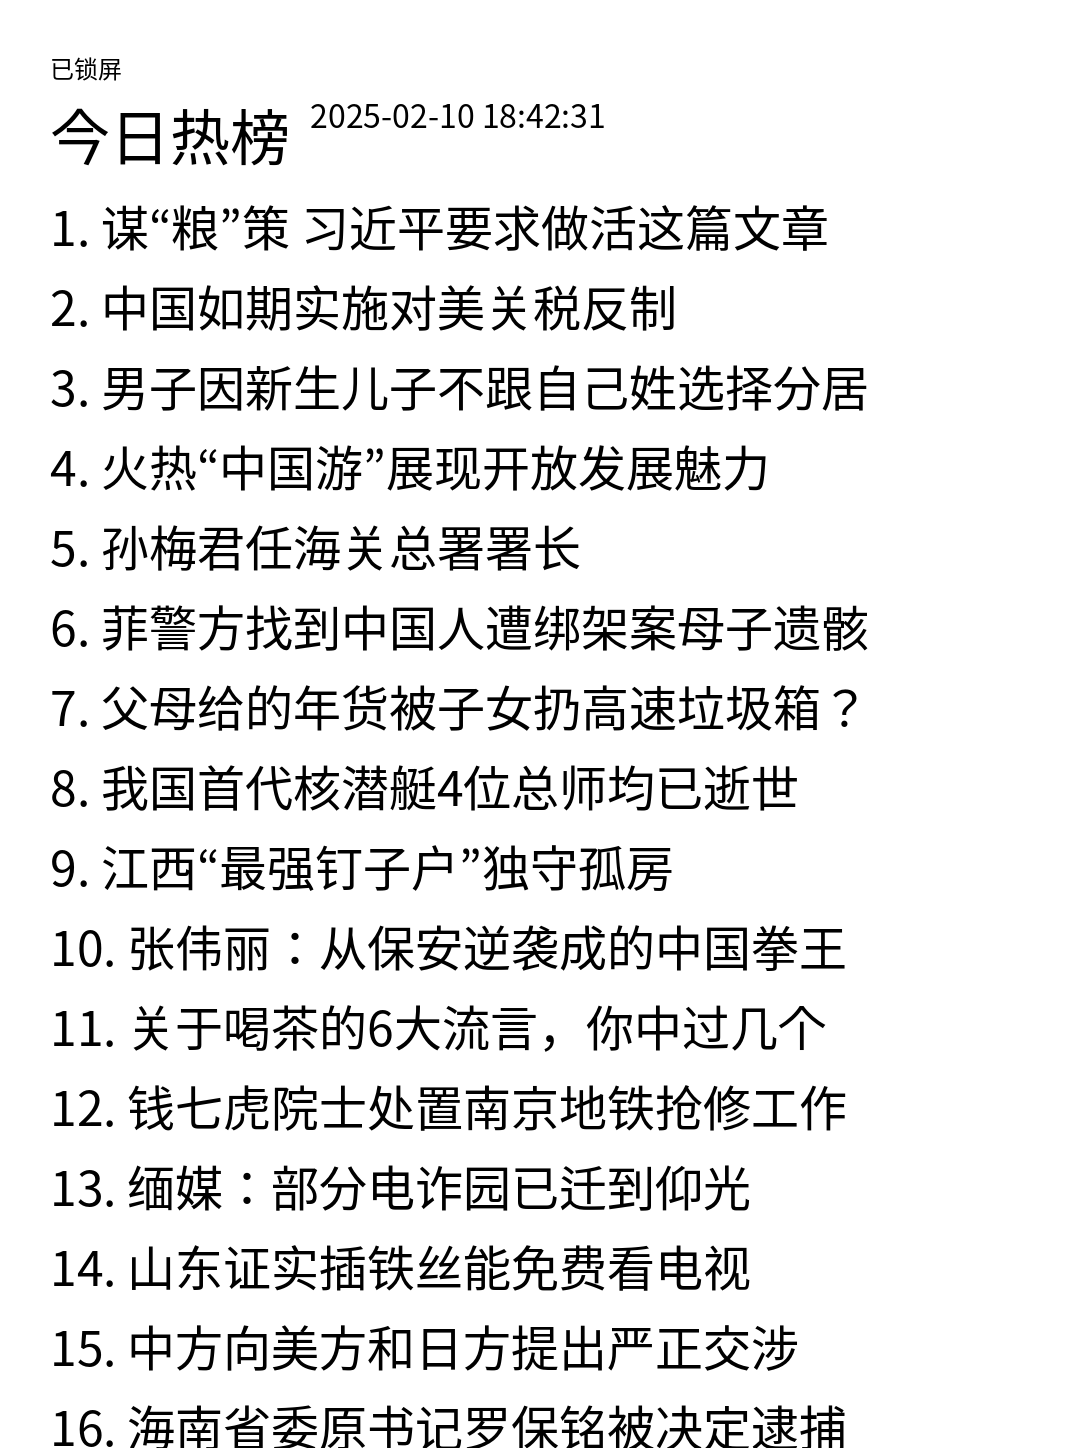 已锁屏
今日热榜 2025-02-10 18:42:31
1. 谋“粮”策 习近平要求做活这篇文章
2. 中国如期实施对美关税反制
3. 男子因新生儿子不跟自己姓选择分居
4. 火热“中国游”展现开放发展魅力
5. 孙梅君任海关总署署长
6. 菲警方找到中国人遭绑架案母子遗骸
7. 父母给的年货被子女扔高速垃圾箱？
8. 我国首代核潜艇4位总师均已逝世
9. 江西“最强钉子户”独守孤房
10. 张伟丽：从保安逆袭成的中国拳王
11. 关于喝茶的6大流言，你中过几个
12. 钱七虎院士处置南京地铁抢修工作
13. 缅媒：部分电诈园已迁到仰光
14. 山东证实插铁丝能免费看电视
15. 中方向美方和日方提出严正交涉
16. 海南省委原书记罗保铭被决定逮捕